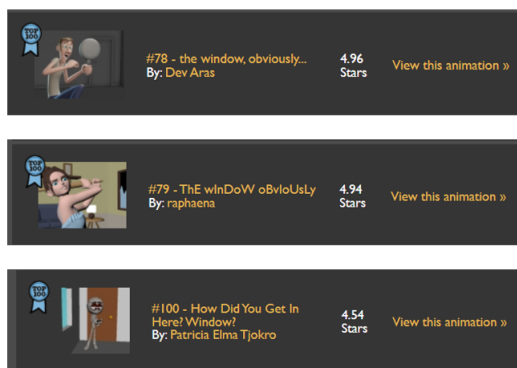 TOP 100
#78 - the window, obviously...
By: Dev Aras
4.96
Stars
View this animation »
TOP 100
#79 - ThE wInDoW oBvIoUsLy
By: raphaena
4.94
Stars
View this animation »
TOP 100
#100 - How Did You Get In
Here? Window?
By: Patricia Elma Tjokro
4.54
Stars
View this animation »